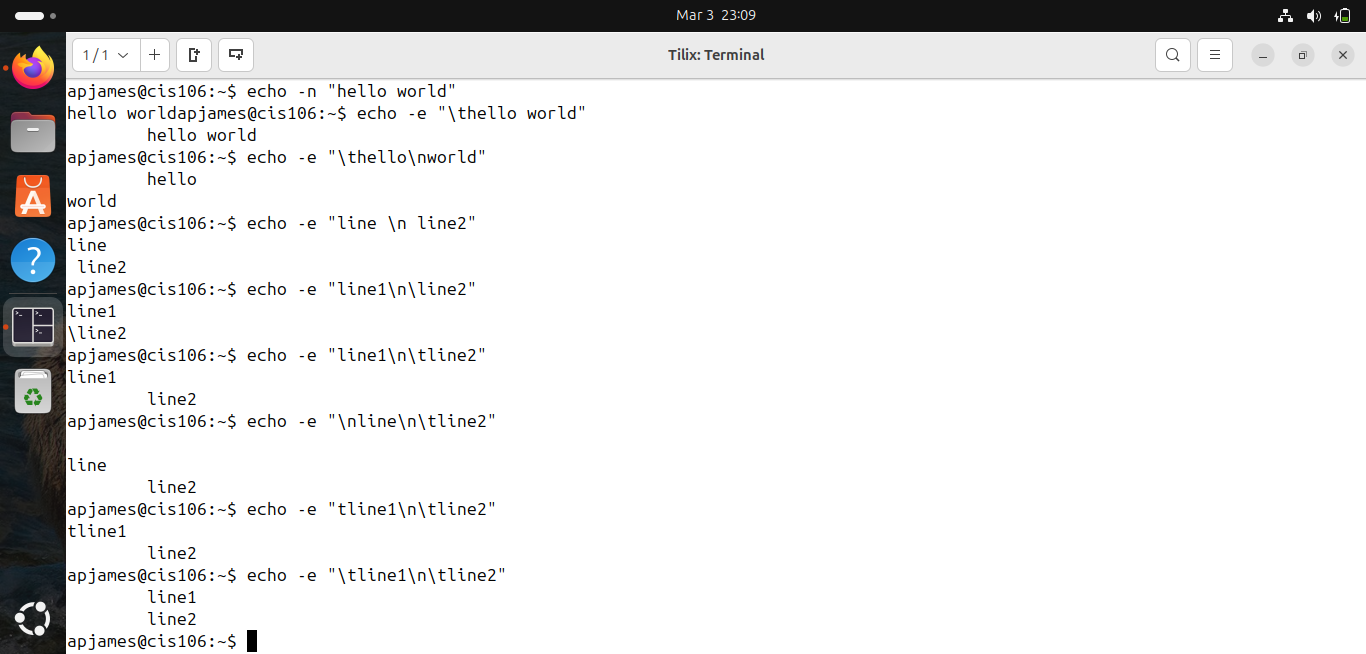 Mar 3 23:09
1 / 1
Tilix: Terminal
apjames@cis106:~$ echo -n "hello world"
hello worldapjames@cis106:~$ echo -e "\thello world"
        hello world
apjames@cis106:~$ echo -e "\thello\nworld"
        hello
world
apjames@cis106:~$ echo -e "line \n line2"
line
 line2
apjames@cis106:~$ echo -e "line1\n\line2"
line1
\line2
apjames@cis106:~$ echo -e "line1\n\tline2"
line1
        line2
apjames@cis106:~$ echo -e "\nline\n\tline2"

line
        line2
apjames@cis106:~$ echo -e "tline1\n\tline2"
tline1
        line2
apjames@cis106:~$ echo -e "\tline1\n\tline2"
        line1
        line2
apjames@cis106:~$